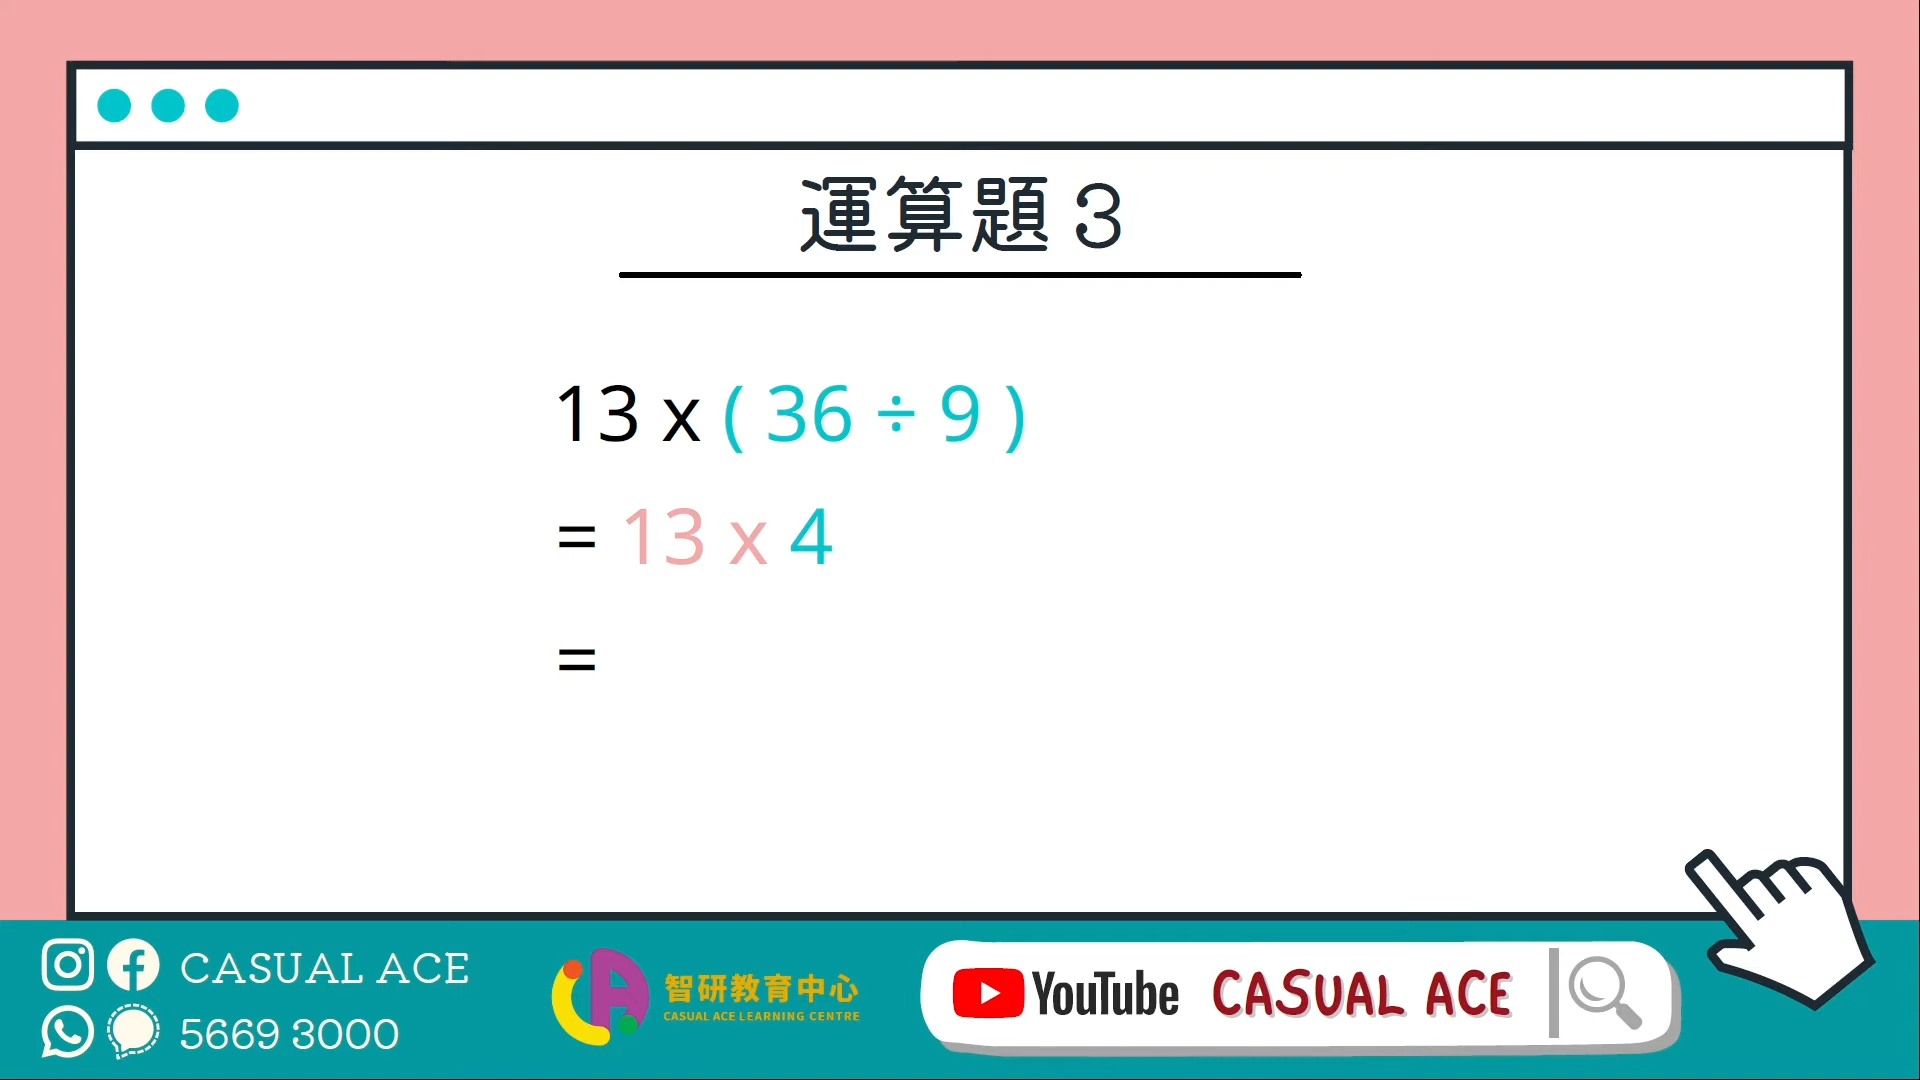 運算題 3
13 x ( 36 ÷ 9 )
= 13 x 4
=
CASUAL ACE
5669 3000
智研教育中心
CASUAL ACE LEARNING CENTRE
YouTube CASUAL ACE